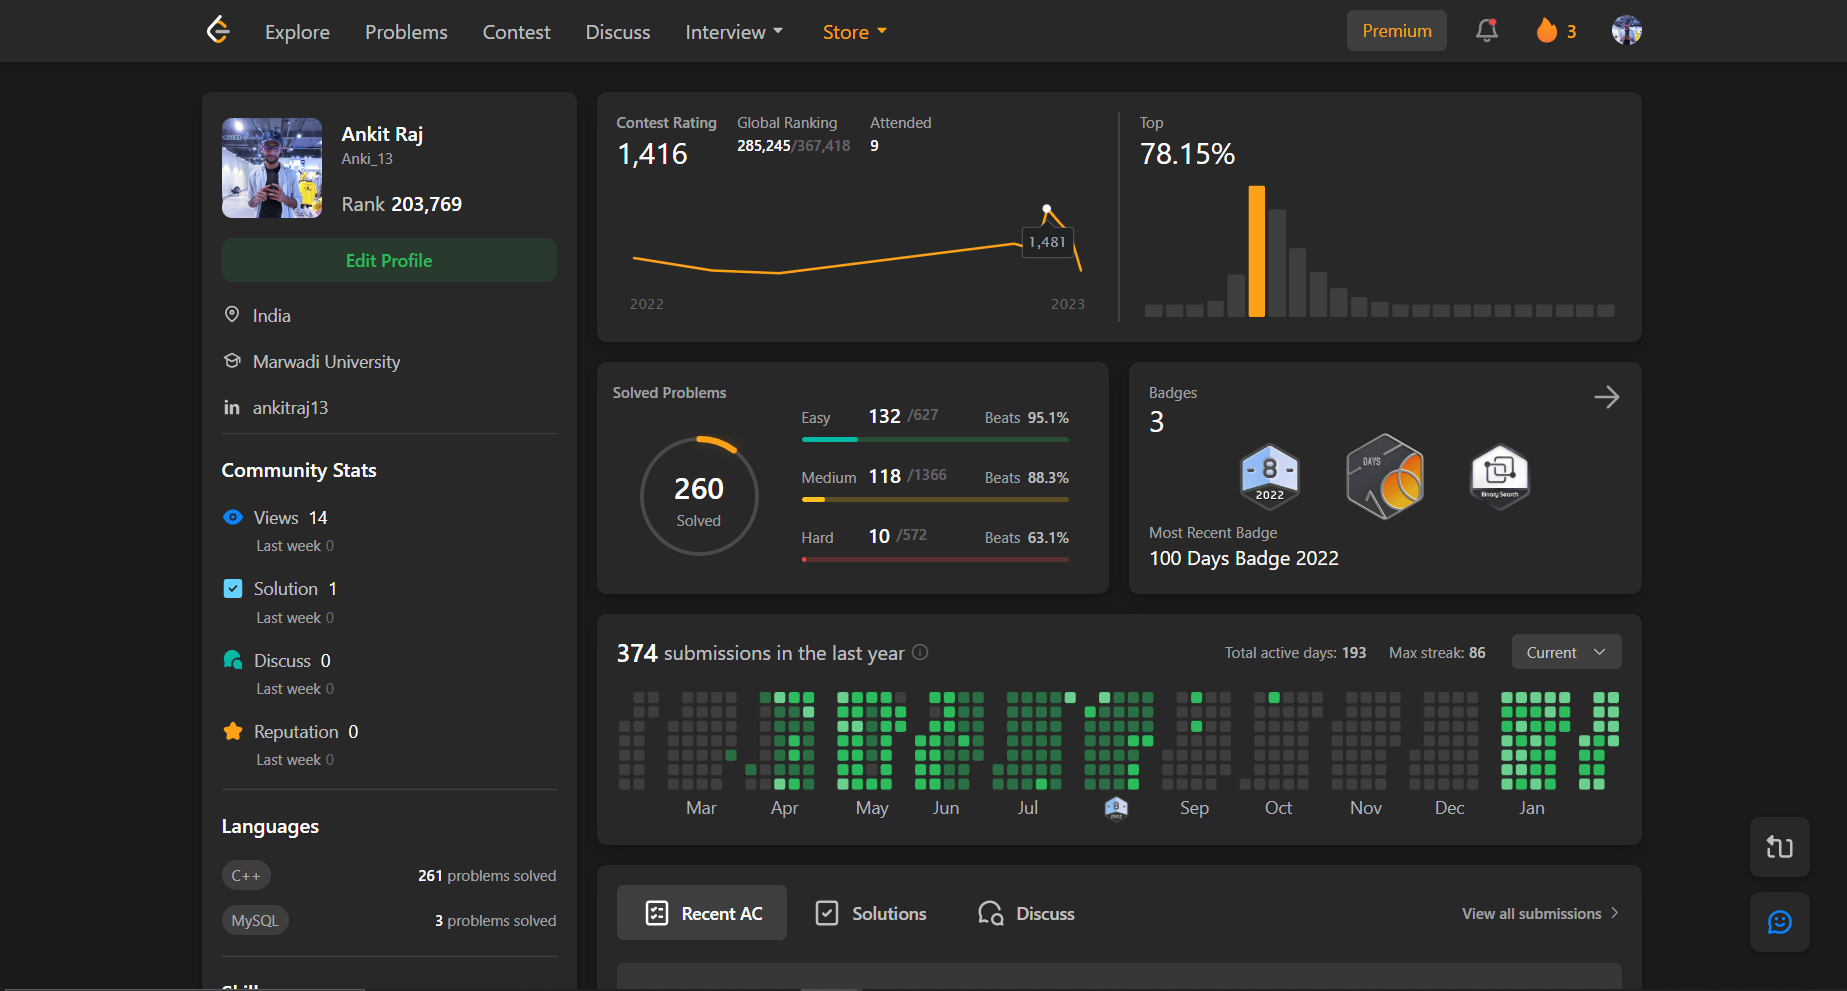 Explore Problems Contest Discuss Interview Store Premium 3
Ankit Raj
Anki_13
Rank 203,769
Edit Profile
India
Marwadi University
in ankitraj13
Community Stats
Views 14
Last week 0
Solution 1
Last week 0
Discuss 0
Last week 0
Reputation 0
Last week 0
Languages
C++ 261 problems solved
MySQL 3 problems solved
Contest Rating
1,416
Global Ranking
285,245/367,418
Attended
9
1,481
2022 2023
Top
78.15%
Solved Problems
260
Solved
Easy 132 /627 Beats 95.1%
Medium 118 /1366 Beats 88.3%
Hard 10 /572 Beats 63.1%
Badges
3
8
2022
DAYS
Binary Search
Most Recent Badge
100 Days Badge 2022
374 submissions in the last year Total active days: 193 Max streak: 86 Current
Mar Apr May Jun Jul 8 Sep Oct Nov Dec Jan
Recent AC Solutions Discuss View all submissions